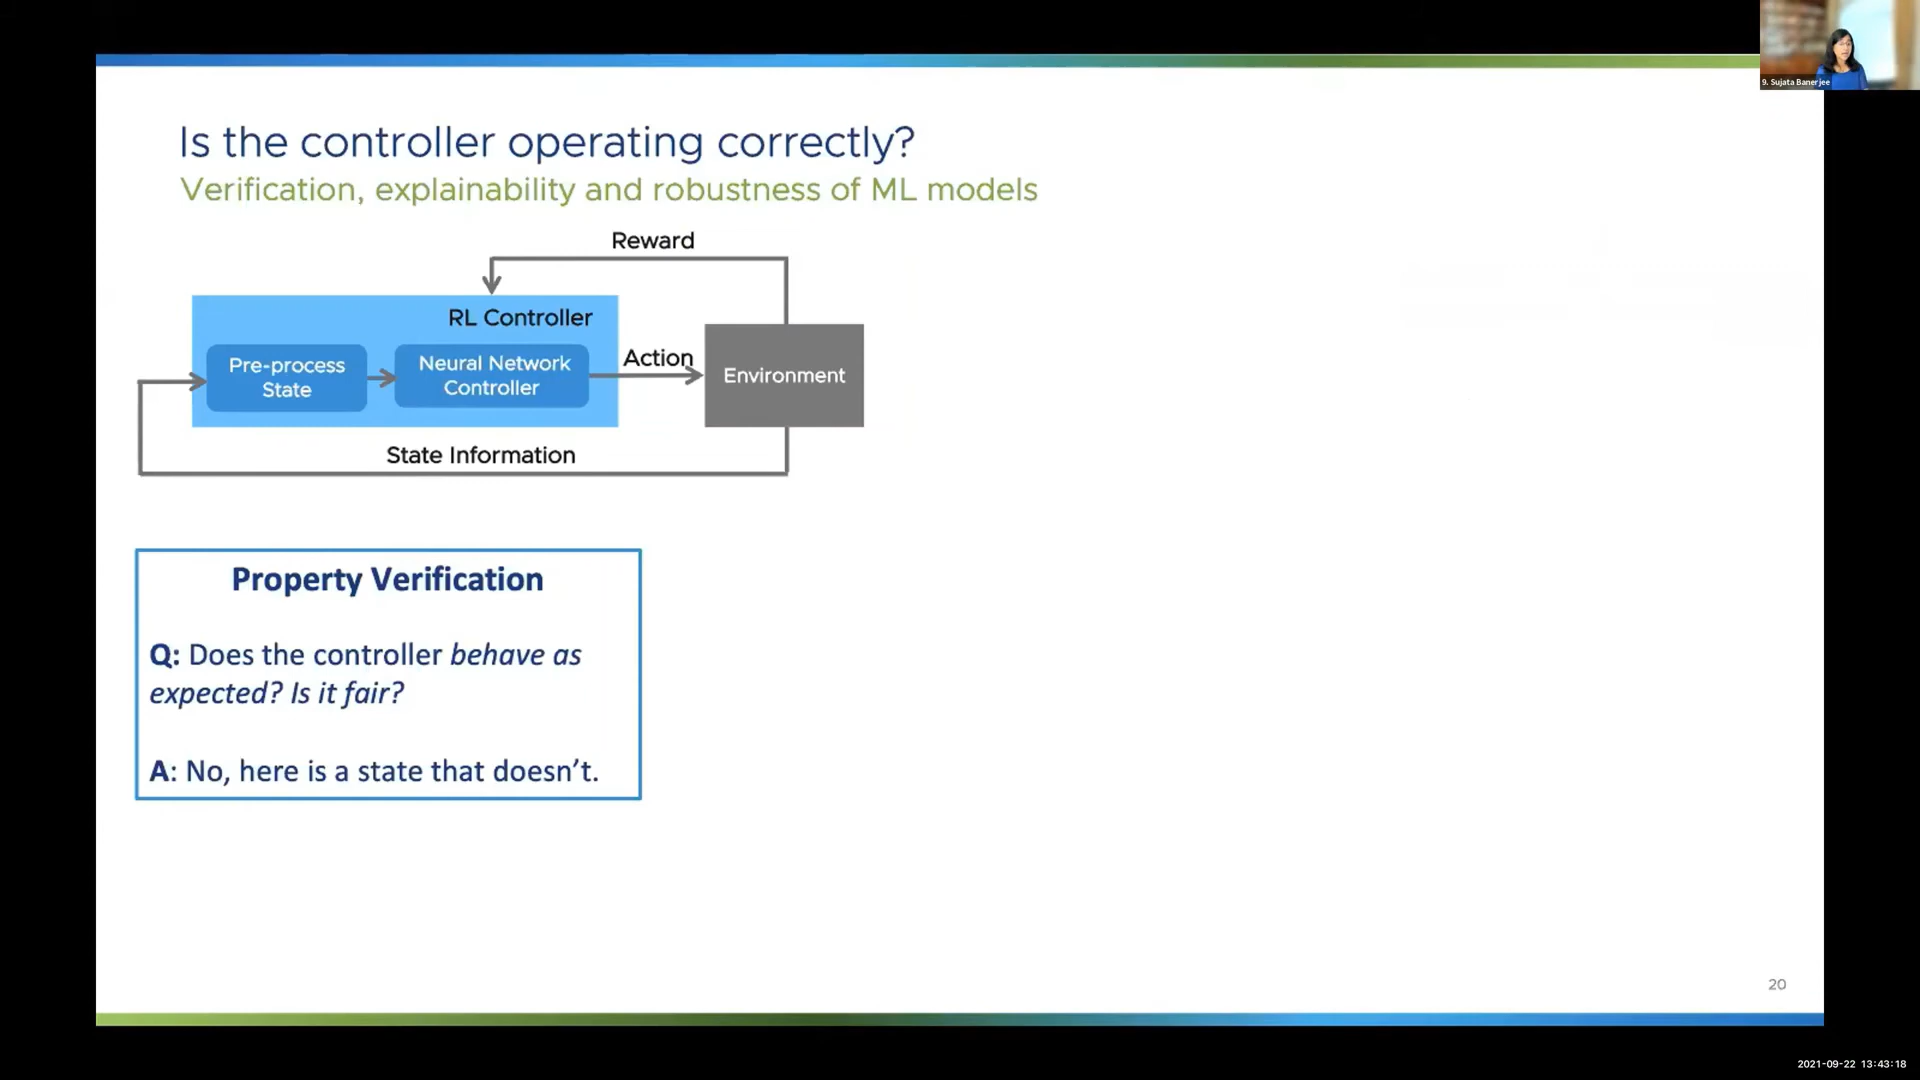 9. Sujata Banerjee
Is the controller operating correctly?
Verification, explainability and robustness of ML models
Reward
RL Controller
Pre-process
State
Neural Network
Controller
Action
Environment
State Information
Property Verification
Q: Does the controller behave as
expected? Is it fair?
A: No, here is a state that doesn’t.
20
2021-09-22 13:43:18